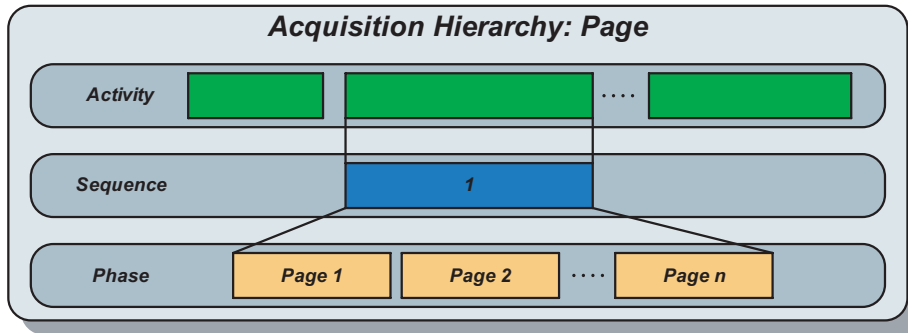 Acquisition Hierarchy: Page
Activity ....
Sequence 1
Phase Page 1 Page 2 .... Page n